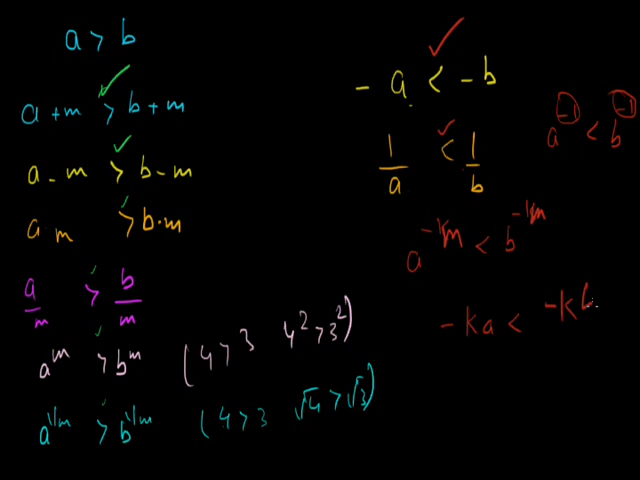 a > b
a + m > b + m
a - m > b - m
a m > b · m
a/m > b/m
a^m > b^m (4 > 3 4^2 > 3^2)
a^1/m > b^1/m (4 > 3 √4 > √3)
- a < - b
1/a < 1/b
a^-1 < b^-1
a^-1/m < b^-1/m
- ka < -k